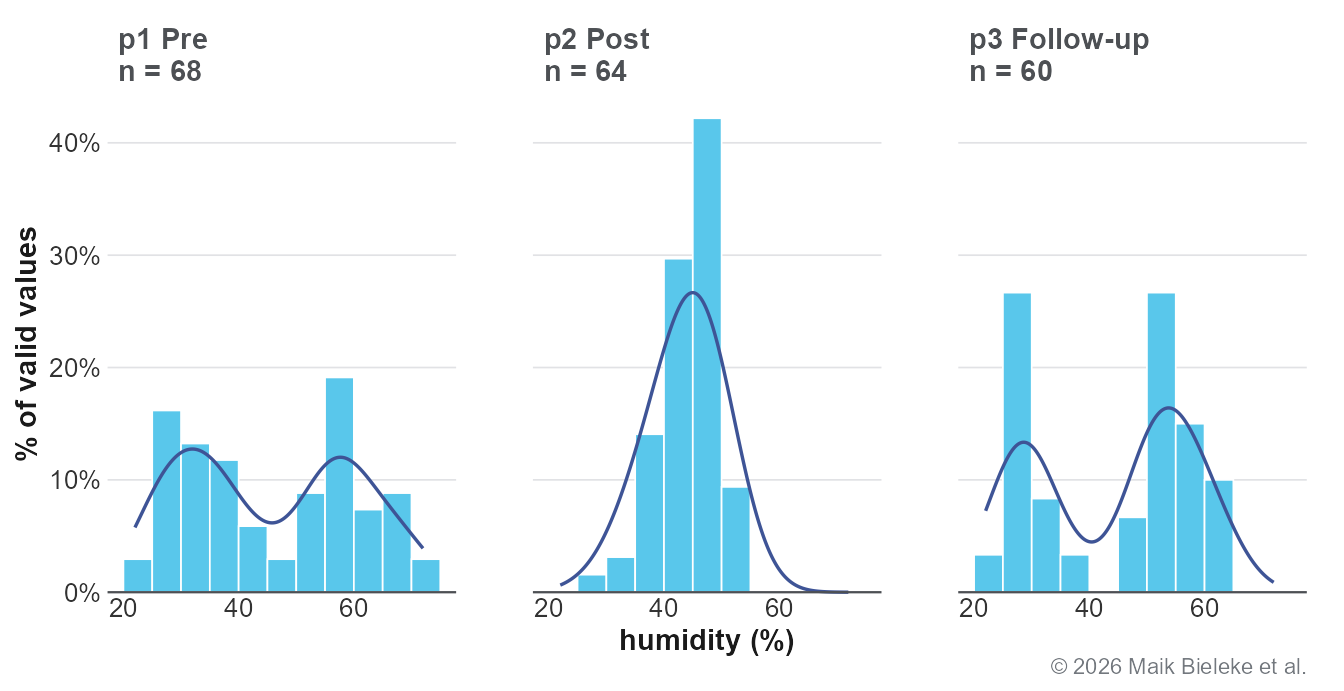 p1 Pre
n = 68
p2 Post
n = 64
p3 Follow-up
n = 60
% of valid values
40%
30%
20%
10%
0%
20 40 60
20 40 60
20 40 60
humidity (%)
© 2026 Maik Bieleke et al.